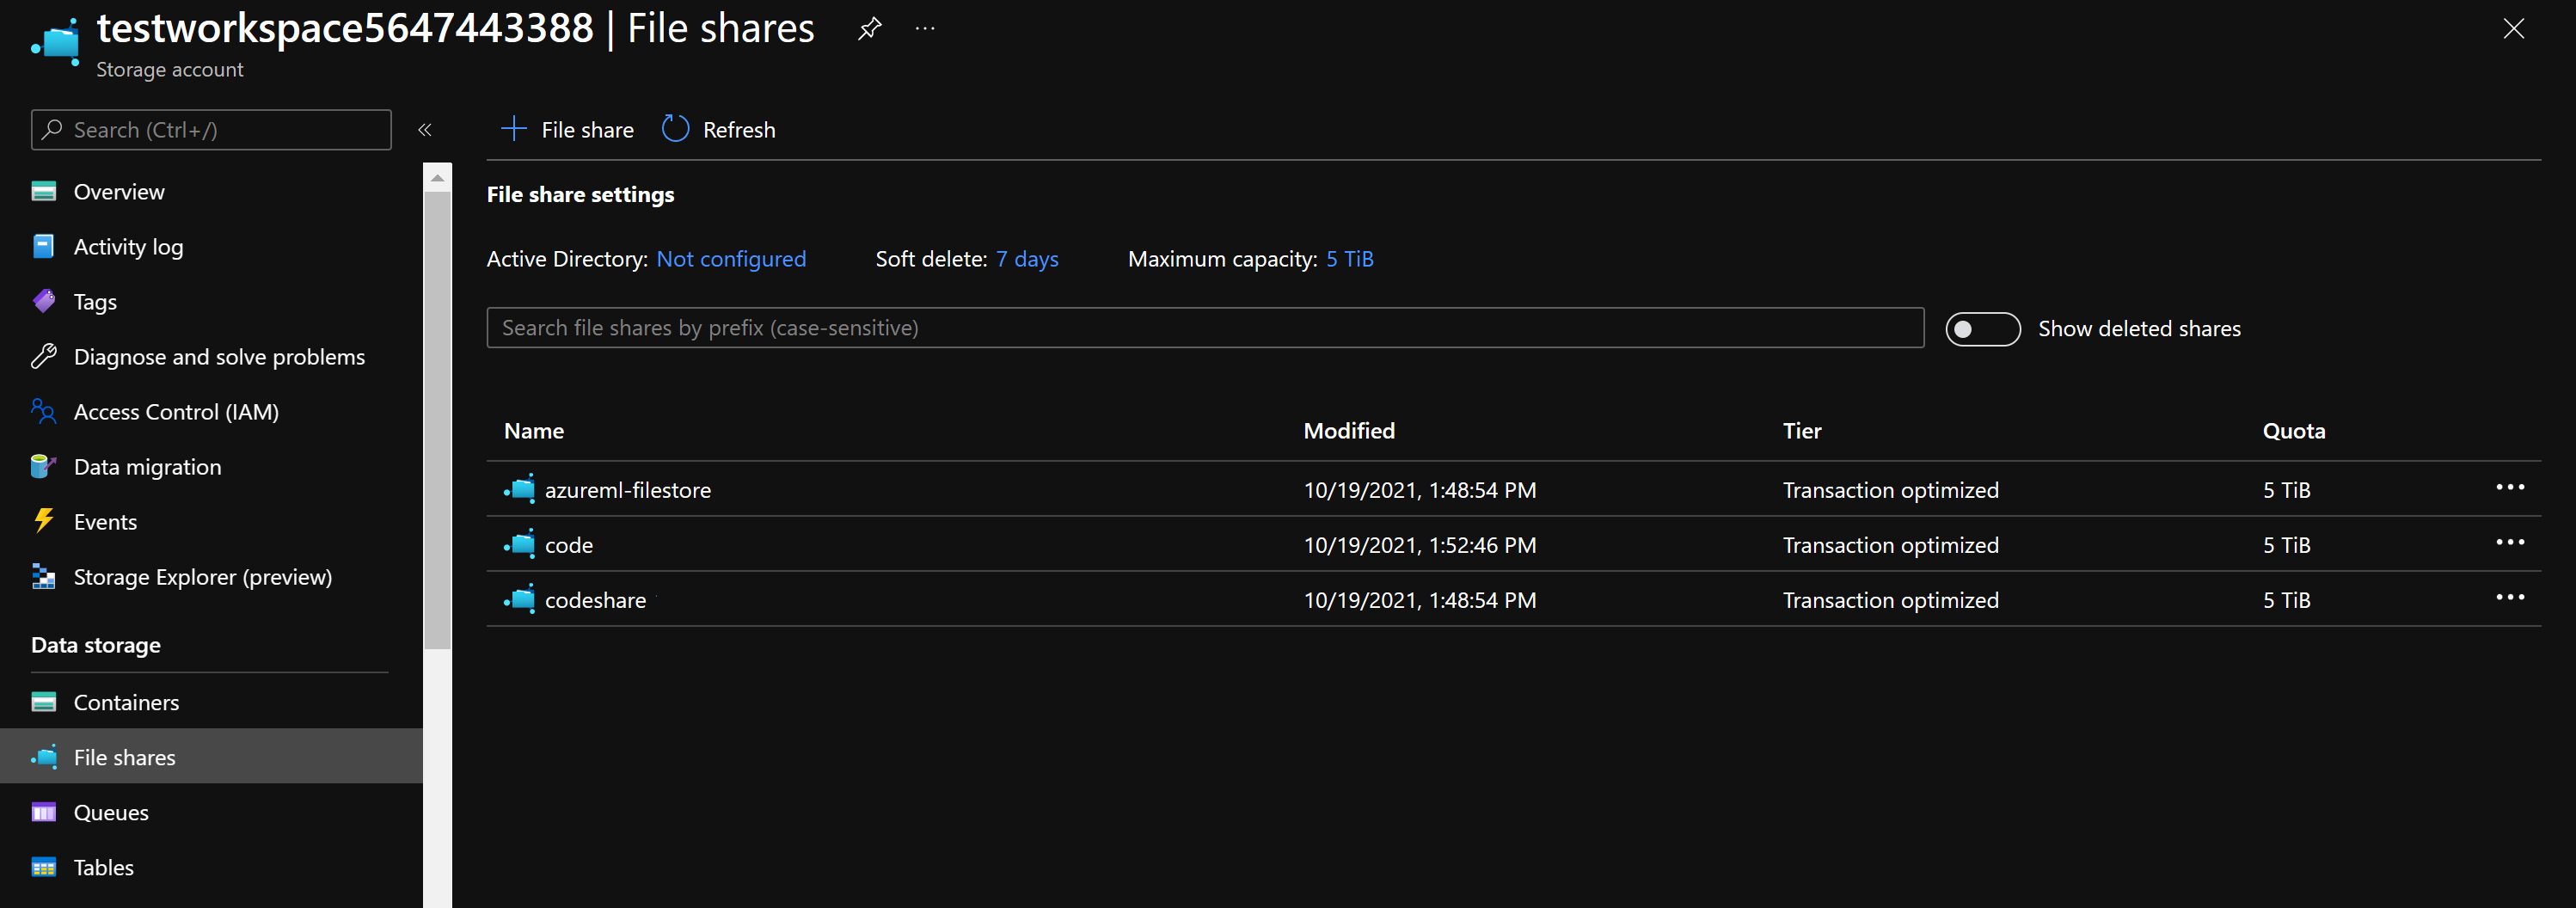 testworkspace5647443388 | File shares
Storage account
Search (Ctrl+/)
Overview
Activity log
Tags
Diagnose and solve problems
Access Control (IAM)
Data migration
Events
Storage Explorer (preview)
Data storage
Containers
File shares
Queues
Tables
File share
Refresh
File share settings
Active Directory: Not configured Soft delete: 7 days Maximum capacity: 5 TiB
Search file shares by prefix (case-sensitive)
Show deleted shares
Name Modified Tier Quota
azureml-filestore 10/19/2021, 1:48:54 PM Transaction optimized 5 TiB
code 10/19/2021, 1:52:46 PM Transaction optimized 5 TiB
codeshare 10/19/2021, 1:48:54 PM Transaction optimized 5 TiB